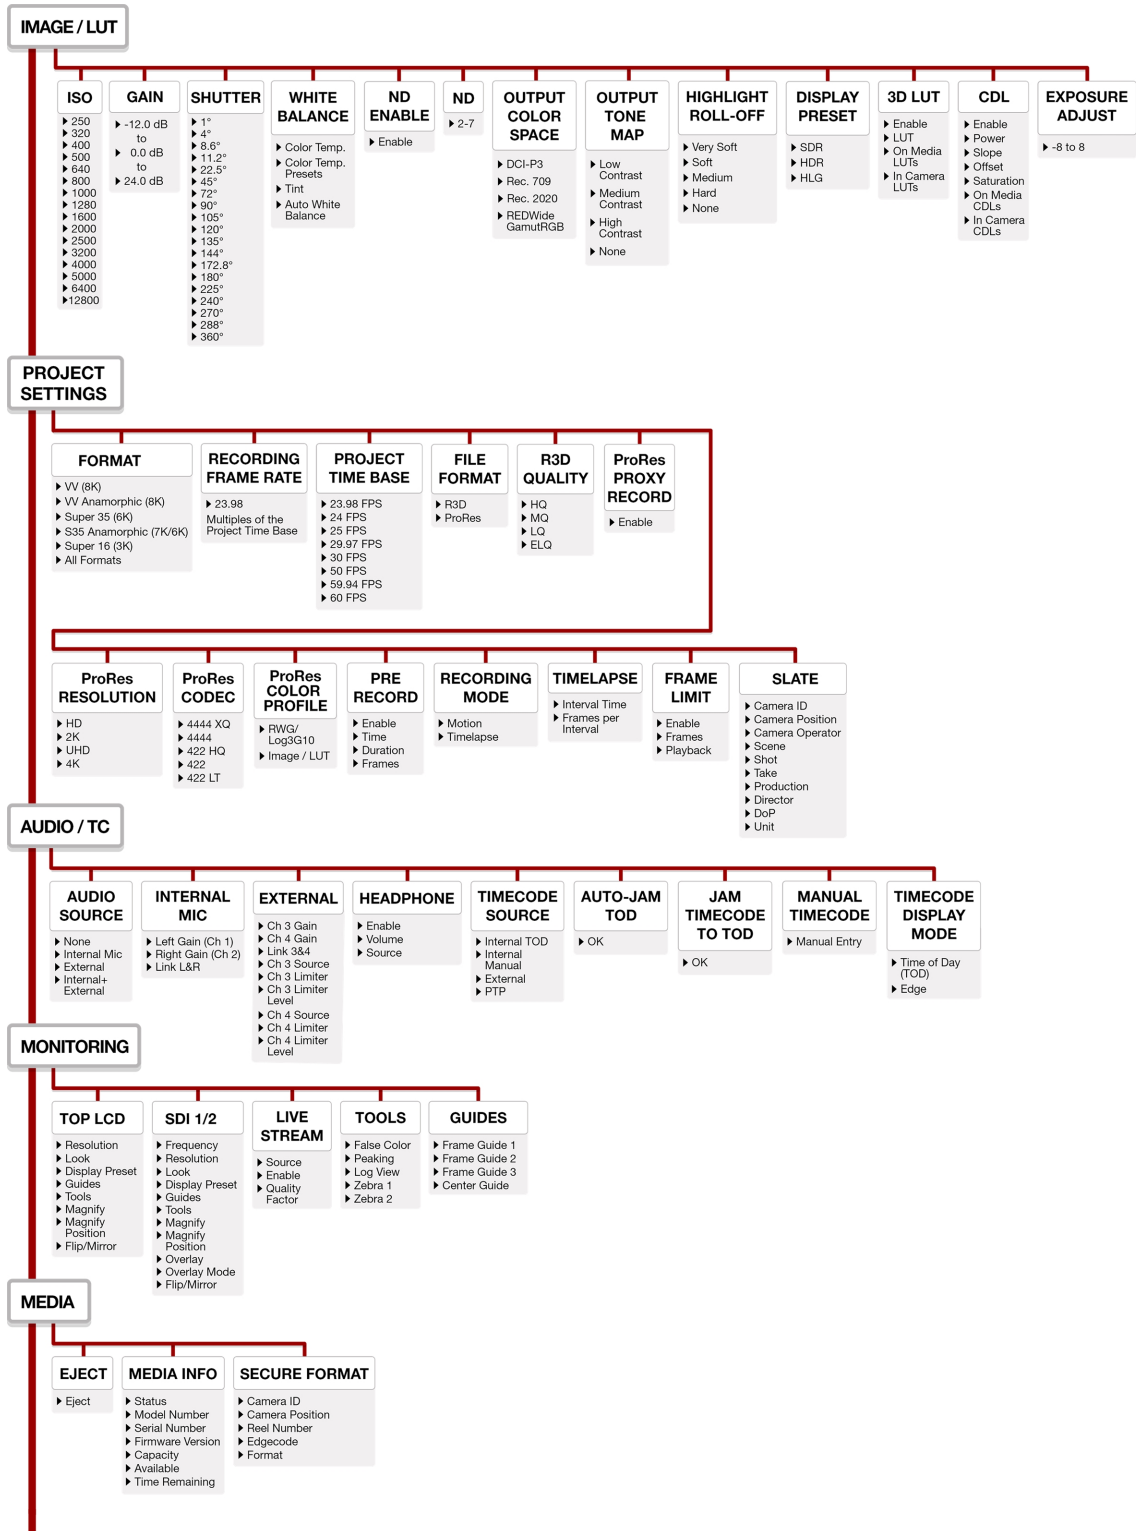 IMAGE / LUT
ISO
250
320
400
500
640
800
1000
1280
1600
2000
2500
3200
4000
5000
6400
12800
GAIN
-12.0 dB
to
0.0 dB
to
24.0 dB
SHUTTER
1°
4°
8.6°
11.2°
22.5°
45°
72°
90°
105°
120°
135°
144°
172.8°
180°
225°
240°
270°
288°
360°
WHITE
BALANCE
Color Temp.
Color Temp.
Presets
Tint
Auto White
Balance
ND
ENABLE
Enable
ND
2-7
OUTPUT
COLOR
SPACE
DCI-P3
Rec. 709
Rec. 2020
REDWide
GamutRGB
OUTPUT
TONE
MAP
Low
Contrast
Medium
Contrast
High
Contrast
None
HIGHLIGHT
ROLL-OFF
Very Soft
Soft
Medium
Hard
None
DISPLAY
PRESET
SDR
HDR
HLG
3D LUT
Enable
LUT
On Media
LUTs
In Camera
LUTs
CDL
Enable
Power
Slope
Offset
Saturation
On Media
CDLs
In Camera
CDLs
EXPOSURE
ADJUST
-8 to 8
PROJECT
SETTINGS
FORMAT
VV (8K)
VV Anamorphic (8K)
Super 35 (6K)
S35 Anamorphic (7K/6K)
Super 16 (3K)
All Formats
RECORDING
FRAME RATE
23.98
Multiples of the
Project Time Base
PROJECT
TIME BASE
23.98 FPS
24 FPS
25 FPS
29.97 FPS
30 FPS
50 FPS
59.94 FPS
60 FPS
FILE
FORMAT
R3D
ProRes
R3D
QUALITY
HQ
MQ
LQ
ELQ
ProRes
PROXY
RECORD
Enable
ProRes
RESOLUTION
HD
2K
UHD
4K
ProRes
CODEC
4444 XQ
4444
422 HQ
422
422 LT
ProRes
COLOR
PROFILE
RWG/
Log3G10
Image / LUT
PRE
RECORD
Enable
Time
Duration
Frames
RECORDING
MODE
Motion
Timelapse
TIMELAPSE
Interval Time
Frames per
Interval
FRAME
LIMIT
Enable
Frames
Playback
SLATE
Camera ID
Camera Position
Camera Operator
Scene
Shot
Take
Production
Director
DoP
Unit
AUDIO / TC
AUDIO
SOURCE
None
Internal Mic
External
Internal+
External
INTERNAL
MIC
Left Gain (Ch 1)
Right Gain (Ch 2)
Link L&R
EXTERNAL
Ch 3 Gain
Ch 4 Gain
Link 3&4
Ch 3 Source
Ch 3 Limiter
Ch 3 Limiter
Level
Ch 4 Source
Ch 4 Limiter
Ch 4 Limiter
Level
HEADPHONE
Enable
Volume
Source
TIMECODE
SOURCE
Internal TOD
Internal
Manual
External
PTP
AUTO-JAM
TOD
OK
JAM
TIMECODE
TO TOD
OK
MANUAL
TIMECODE
Manual Entry
TIMECODE
DISPLAY
MODE
Time of Day
(TOD)
Edge
MONITORING
TOP LCD
Resolution
Look
Display Preset
Guides
Tools
Magnify
Magnify
Position
Flip/Mirror
SDI 1/2
Frequency
Resolution
Look
Display Preset
Guides
Tools
Magnify
Magnify
Position
Overlay
Overlay Mode
Flip/Mirror
LIVE
STREAM
Source
Enable
Quality
Factor
TOOLS
False Color
Peaking
Log View
Zebra 1
Zebra 2
GUIDES
Frame Guide 1
Frame Guide 2
Frame Guide 3
Center Guide
MEDIA
EJECT
Eject
MEDIA INFO
Status
Model Number
Serial Number
Firmware Version
Capacity
Available
Time Remaining
SECURE FORMAT
Camera ID
Camera Position
Reel Number
Edgecode
Format